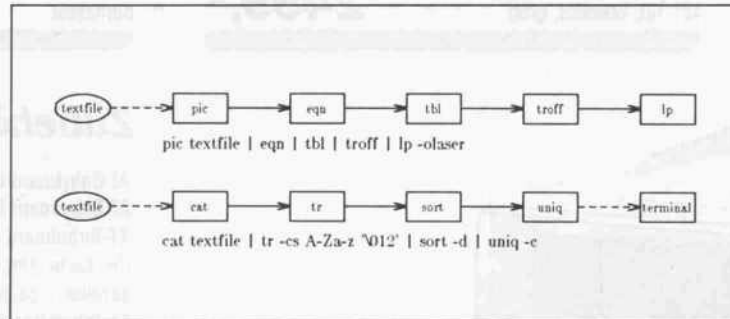 textfile pic eqn tbl troff lp
pic textfile | eqn | tbl | troff | lp -olaser
textfile cat tr sort uniq terminal
cat textfile | tr -cs A-Za-z '\012' | sort -d | uniq -c